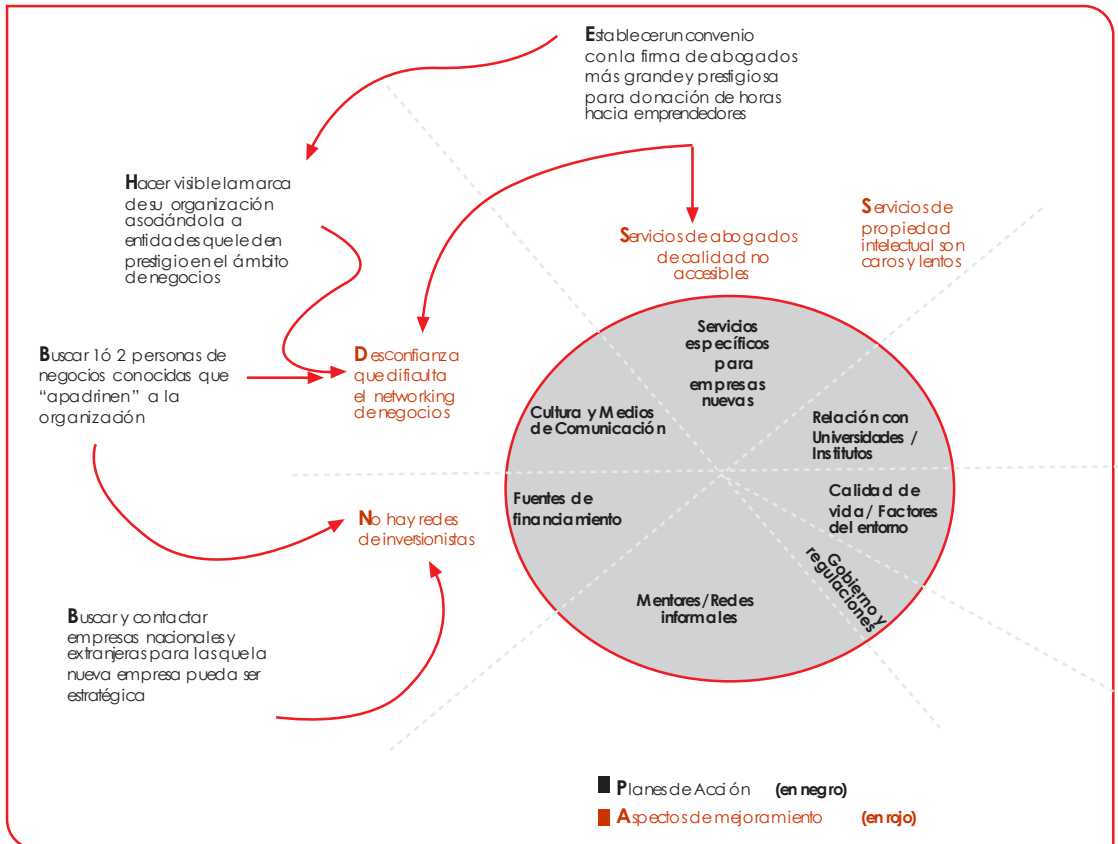 Establecer un convenio
con la firma de abogados
más grande y prestigiosa
para donación de horas
hacia emprendedores
Hacer visible la marca
de su organización
asociándola a
entidades que le den
prestigio en el ámbito
de negocios
Servicios de abogados
de calidad no
accesibles
Servicios de
propiedad
intelectual son
caros y lentos
Buscar 1 ó 2 personas de
negocios conocidas que
“apadrinen” a la
organización
Desconfianza
que dificulta
el networking
de negocios
Servicios
específicos
para
empresas
nuevas
Cultura y Medios
de Comunicación
Relación con
Universidades /
Institutos
Fuentes de
financiamiento
Calidad de
vida / Factores
del entorno
Gobierno y
regulaciones
Mentores/Redes
informales
No hay redes
de inversionistas
Buscar y contactar
empresas nacionales y
extranjeras para las que la
nueva empresa pueda ser
estratégica
Planes de Acción (en negro)
Aspectos de mejoramiento (en rojo)